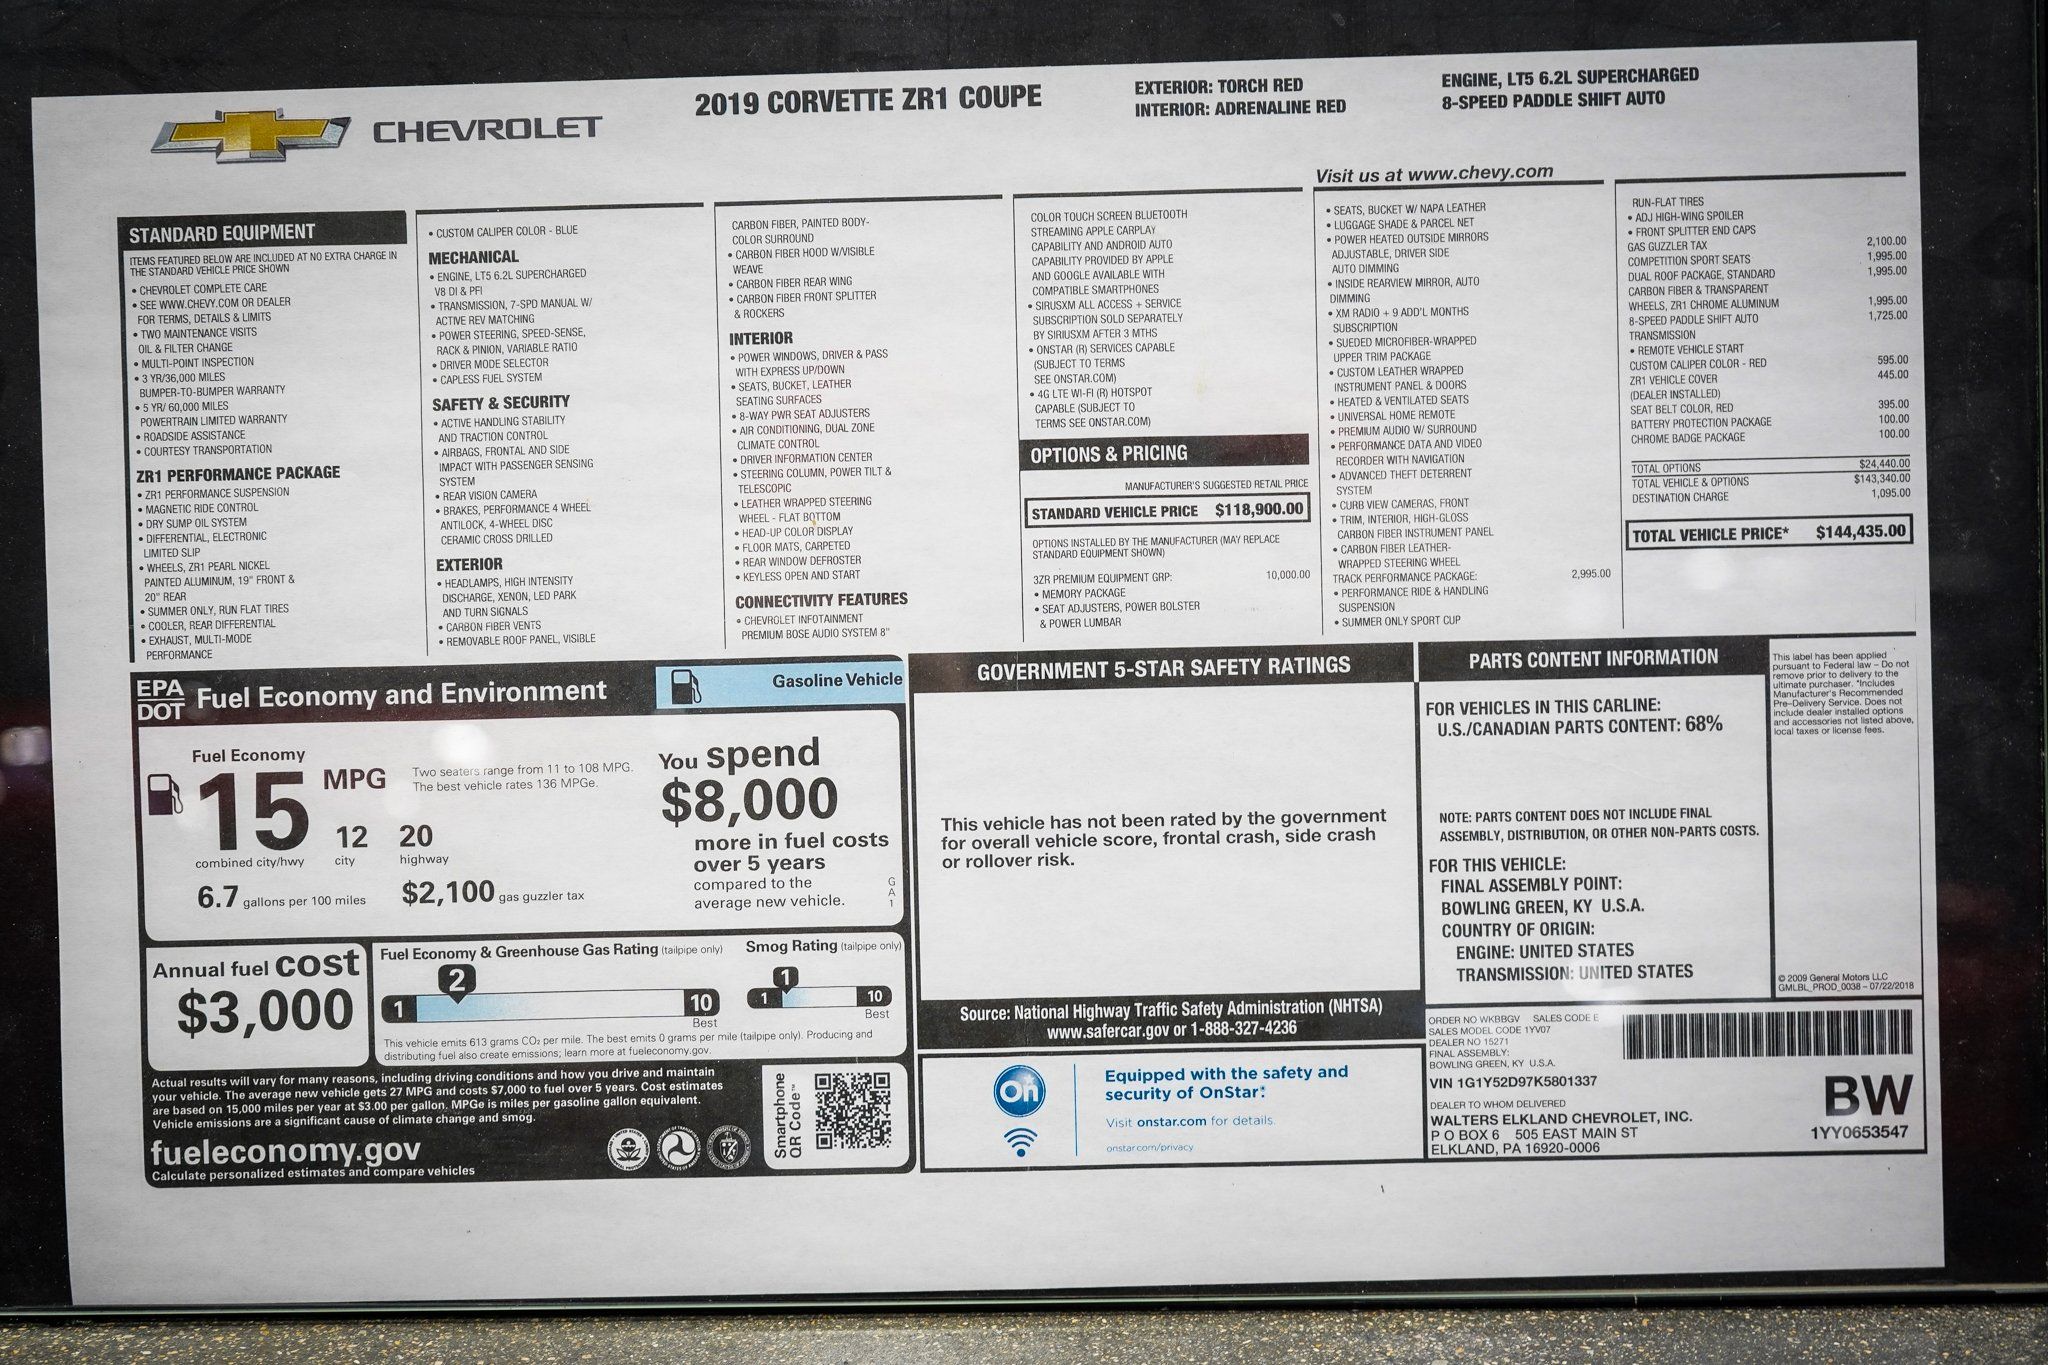 CHEVROLET
2019 CORVETTE ZR1 COUPE
EXTERIOR: TORCH RED
INTERIOR: ADRENALINE RED
ENGINE, LT5 6.2L SUPERCHARGED
8-SPEED PADDLE SHIFT AUTO
Visit us at www.chevy.com
STANDARD EQUIPMENT
ITEMS FEATURED BELOW ARE INCLUDED AT NO EXTRA CHARGE IN
THE STANDARD VEHICLE PRICE SHOWN
• CHEVROLET COMPLETE CARE
• SEE WWW.CHEVY.COM OR DEALER
FOR TERMS, DETAILS & LIMITS
• TWO MAINTENANCE VISITS
OIL & FILTER CHANGE
• MULTI-POINT INSPECTION
• 3 YR/36,000 MILES
BUMPER-TO-BUMPER WARRANTY
• 5 YR/ 60,000 MILES
POWERTRAIN LIMITED WARRANTY
• ROADSIDE ASSISTANCE
• COURTESY TRANSPORTATION
ZR1 PERFORMANCE PACKAGE
• ZR1 PERFORMANCE SUSPENSION
• MAGNETIC RIDE CONTROL
• DRY SUMP OIL SYSTEM
• DIFFERENTIAL, ELECTRONIC
LIMITED SLIP
• WHEELS, ZR1 PEARL NICKEL
PAINTED ALUMINUM, 19" FRONT &
20" REAR
• SUMMER ONLY, RUN FLAT TIRES
• COOLER, REAR DIFFERENTIAL
• EXHAUST, MULTI-MODE
PERFORMANCE
• CUSTOM CALIPER COLOR - BLUE
MECHANICAL
• ENGINE, LT5 6.2L SUPERCHARGED
V8 DI & PFI
• TRANSMISSION, 7-SPD MANUAL W/
ACTIVE REV MATCHING
• POWER STEERING, SPEED-SENSE,
RACK & PINION, VARIABLE RATIO
• DRIVER MODE SELECTOR
• CAPLESS FUEL SYSTEM
SAFETY & SECURITY
• ACTIVE HANDLING STABILITY
AND TRACTION CONTROL
• AIRBAGS, FRONTAL AND SIDE
IMPACT WITH PASSENGER SENSING
SYSTEM
• REAR VISION CAMERA
• BRAKES, PERFORMANCE 4 WHEEL
ANTILOCK, 4-WHEEL DISC
CERAMIC CROSS DRILLED
EXTERIOR
• HEADLAMPS, HIGH INTENSITY
DISCHARGE, XENON, LED PARK
AND TURN SIGNALS
• CARBON FIBER VENTS
• REMOVABLE ROOF PANEL, VISIBLE
CARBON FIBER, PAINTED BODY-
COLOR SURROUND
• CARBON FIBER HOOD W/VISIBLE
WEAVE
• CARBON FIBER REAR WING
• CARBON FIBER FRONT SPLITTER
& ROCKERS
INTERIOR
• POWER WINDOWS, DRIVER & PASS
WITH EXPRESS UP/DOWN
• SEATS, BUCKET, LEATHER
SEATING SURFACES
• 8-WAY PWR SEAT ADJUSTERS
• AIR CONDITIONING, DUAL ZONE
CLIMATE CONTROL
• DRIVER INFORMATION CENTER
• STEERING COLUMN, POWER TILT &
TELESCOPIC
• LEATHER WRAPPED STEERING
WHEEL - FLAT BOTTOM
• HEAD-UP COLOR DISPLAY
• FLOOR MATS, CARPETED
• REAR WINDOW DEFROSTER
• KEYLESS OPEN AND START
CONNECTIVITY FEATURES
• CHEVROLET INFOTAINMENT
PREMIUM BOSE AUDIO SYSTEM 8"
COLOR TOUCH SCREEN BLUETOOTH
STREAMING APPLE CARPLAY
CAPABILITY AND ANDROID AUTO
CAPABILITY PROVIDED BY APPLE
AND GOOGLE AVAILABLE WITH
COMPATIBLE SMARTPHONES
• SIRIUSXM ALL ACCESS + SERVICE
SUBSCRIPTION SOLD SEPARATELY
BY SIRIUSXM AFTER 3 MTHS
• ONSTAR (R) SERVICES CAPABLE
(SUBJECT TO TERMS
SEE ONSTAR.COM)
• 4G LTE WI-FI (R) HOTSPOT
CAPABLE (SUBJECT TO
TERMS SEE ONSTAR.COM)
OPTIONS & PRICING
MANUFACTURER'S SUGGESTED RETAIL PRICE
STANDARD VEHICLE PRICE $118,900.00
OPTIONS INSTALLED BY THE MANUFACTURER (MAY REPLACE
STANDARD EQUIPMENT SHOWN)
3ZR PREMIUM EQUIPMENT GRP: 10,000.00
• MEMORY PACKAGE
• SEAT ADJUSTERS, POWER BOLSTER
& POWER LUMBAR
• SEATS, BUCKET W/ NAPA LEATHER
• LUGGAGE SHADE & PARCEL NET
• POWER HEATED OUTSIDE MIRRORS
ADJUSTABLE, DRIVER SIDE
AUTO DIMMING
• INSIDE REARVIEW MIRROR, AUTO
DIMMING
• XM RADIO + 9 ADD'L MONTHS
SUBSCRIPTION
• SUEDED MICROFIBER-WRAPPED
UPPER TRIM PACKAGE
• CUSTOM LEATHER WRAPPED
INSTRUMENT PANEL & DOORS
• HEATED & VENTILATED SEATS
• UNIVERSAL HOME REMOTE
• PREMIUM AUDIO W/ SURROUND
• PERFORMANCE DATA AND VIDEO
RECORDER WITH NAVIGATION
• ADVANCED THEFT DETERRENT
SYSTEM
• CURB VIEW CAMERAS, FRONT
• TRIM, INTERIOR, HIGH-GLOSS
CARBON FIBER INSTRUMENT PANEL
• CARBON FIBER LEATHER-
WRAPPED STEERING WHEEL
TRACK PERFORMANCE PACKAGE: 2,995.00
• PERFORMANCE RIDE & HANDLING
SUSPENSION
• SUMMER ONLY SPORT CUP
RUN-FLAT TIRES
• ADJ HIGH-WING SPOILER
• FRONT SPLITTER END CAPS
GAS GUZZLER TAX 2,100.00
COMPETITION SPORT SEATS 1,995.00
DUAL ROOF PACKAGE, STANDARD 1,995.00
CARBON FIBER & TRANSPARENT
WHEELS, ZR1 CHROME ALUMINUM 1,995.00
8-SPEED PADDLE SHIFT AUTO 1,725.00
TRANSMISSION
• REMOTE VEHICLE START
CUSTOM CALIPER COLOR - RED 595.00
ZR1 VEHICLE COVER 445.00
(DEALER INSTALLED)
SEAT BELT COLOR, RED 395.00
BATTERY PROTECTION PACKAGE 100.00
CHROME BADGE PACKAGE 100.00
TOTAL OPTIONS $24,440.00
TOTAL VEHICLE & OPTIONS $143,340.00
DESTINATION CHARGE 1,095.00
TOTAL VEHICLE PRICE* $144,435.00
EPA
DOT
Fuel Economy and Environment
Gasoline Vehicle
Fuel Economy
15 MPG
combined city/hwy
12
city
20
highway
Two seaters range from 11 to 108 MPG.
The best vehicle rates 136 MPGe.
6.7 gallons per 100 miles
$2,100 gas guzzler tax
You spend
$8,000
more in fuel costs
over 5 years
compared to the
average new vehicle.
G
A
1
Annual fuel cost
$3,000
Fuel Economy & Greenhouse Gas Rating (tailpipe only)
2
1
10
Best
Smog Rating (tailpipe only)
1
1
10
Best
This vehicle emits 613 grams CO2 per mile. The best emits 0 grams per mile (tailpipe only). Producing and
distributing fuel also create emissions; learn more at fueleconomy.gov.
Actual results will vary for many reasons, including driving conditions and how you drive and maintain
your vehicle. The average new vehicle gets 27 MPG and costs $7,000 to fuel over 5 years. Cost estimates
are based on 15,000 miles per year at $3.00 per gallon. MPGe is miles per gasoline gallon equivalent.
Vehicle emissions are a significant cause of climate change and smog.
fueleconomy.gov
Calculate personalized estimates and compare vehicles
Smartphone
QR Code™
GOVERNMENT 5-STAR SAFETY RATINGS
This vehicle has not been rated by the government
for overall vehicle score, frontal crash, side crash
or rollover risk.
Source: National Highway Traffic Safety Administration (NHTSA)
www.safercar.gov or 1-888-327-4236
On
Equipped with the safety and
security of OnStar.*
Visit onstar.com for details.
onstar.com/privacy
PARTS CONTENT INFORMATION
FOR VEHICLES IN THIS CARLINE:
U.S./CANADIAN PARTS CONTENT: 68%
NOTE: PARTS CONTENT DOES NOT INCLUDE FINAL
ASSEMBLY, DISTRIBUTION, OR OTHER NON-PARTS COSTS.
FOR THIS VEHICLE:
FINAL ASSEMBLY POINT:
BOWLING GREEN, KY U.S.A.
COUNTRY OF ORIGIN:
ENGINE: UNITED STATES
TRANSMISSION: UNITED STATES
This label has been applied
pursuant to Federal law – Do not
remove prior to delivery to the
ultimate purchaser. *Includes
Manufacturer's Recommended
Pre-Delivery Service. Does not
include dealer installed options
and accessories not listed above,
local taxes or license fees.
© 2009 General Motors LLC
GMLBL_PROD_0038 – 07/22/2018
ORDER NO WKBBGV SALES CODE E
SALES MODEL CODE 1YV07
DEALER NO 15271
FINAL ASSEMBLY:
BOWLING GREEN, KY U.S.A.
VIN 1G1Y52D97K5801337
DEALER TO WHOM DELIVERED
WALTERS ELKLAND CHEVROLET, INC.
P O BOX 6 505 EAST MAIN ST
ELKLAND, PA 16920-0006
BW
1YY0653547